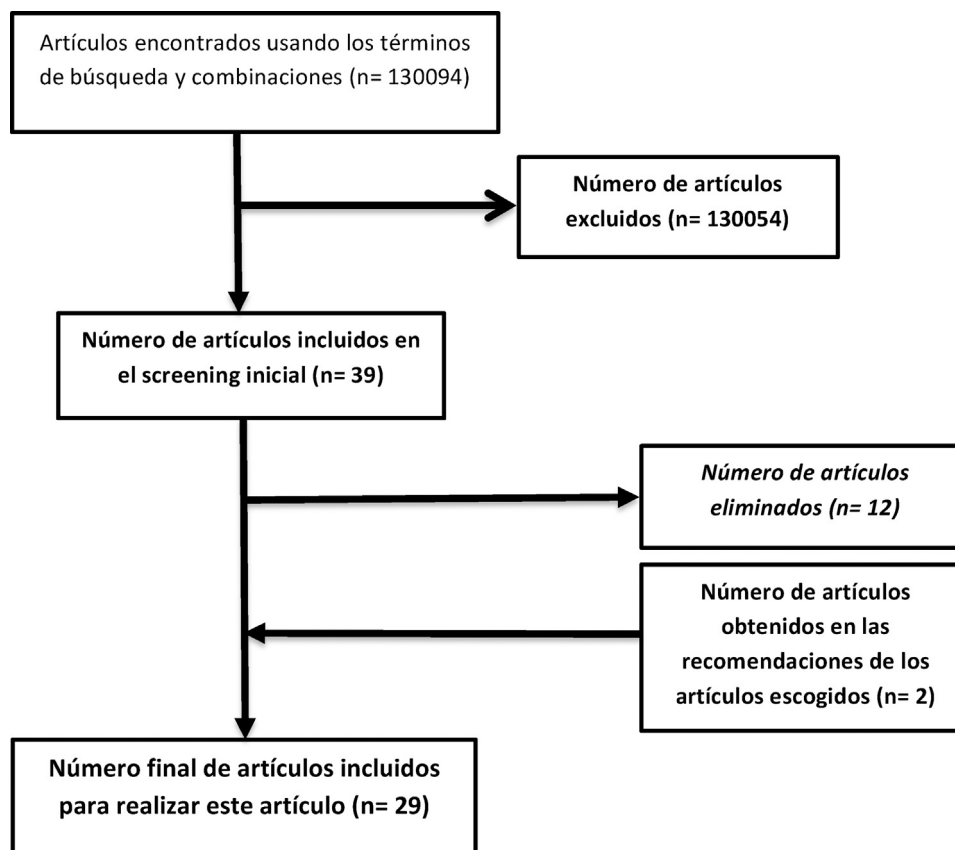 Artículos encontrados usando los términos
de búsqueda y combinaciones (n= 130094)
Número de artículos
excluidos (n= 130054)
Número de artículos incluidos en
el screening inicial (n= 39)
Número de artículos
eliminados (n= 12)
Número de artículos
obtenidos en las
recomendaciones de los
artículos escogidos (n= 2)
Número final de artículos incluidos
para realizar este artículo (n= 29)